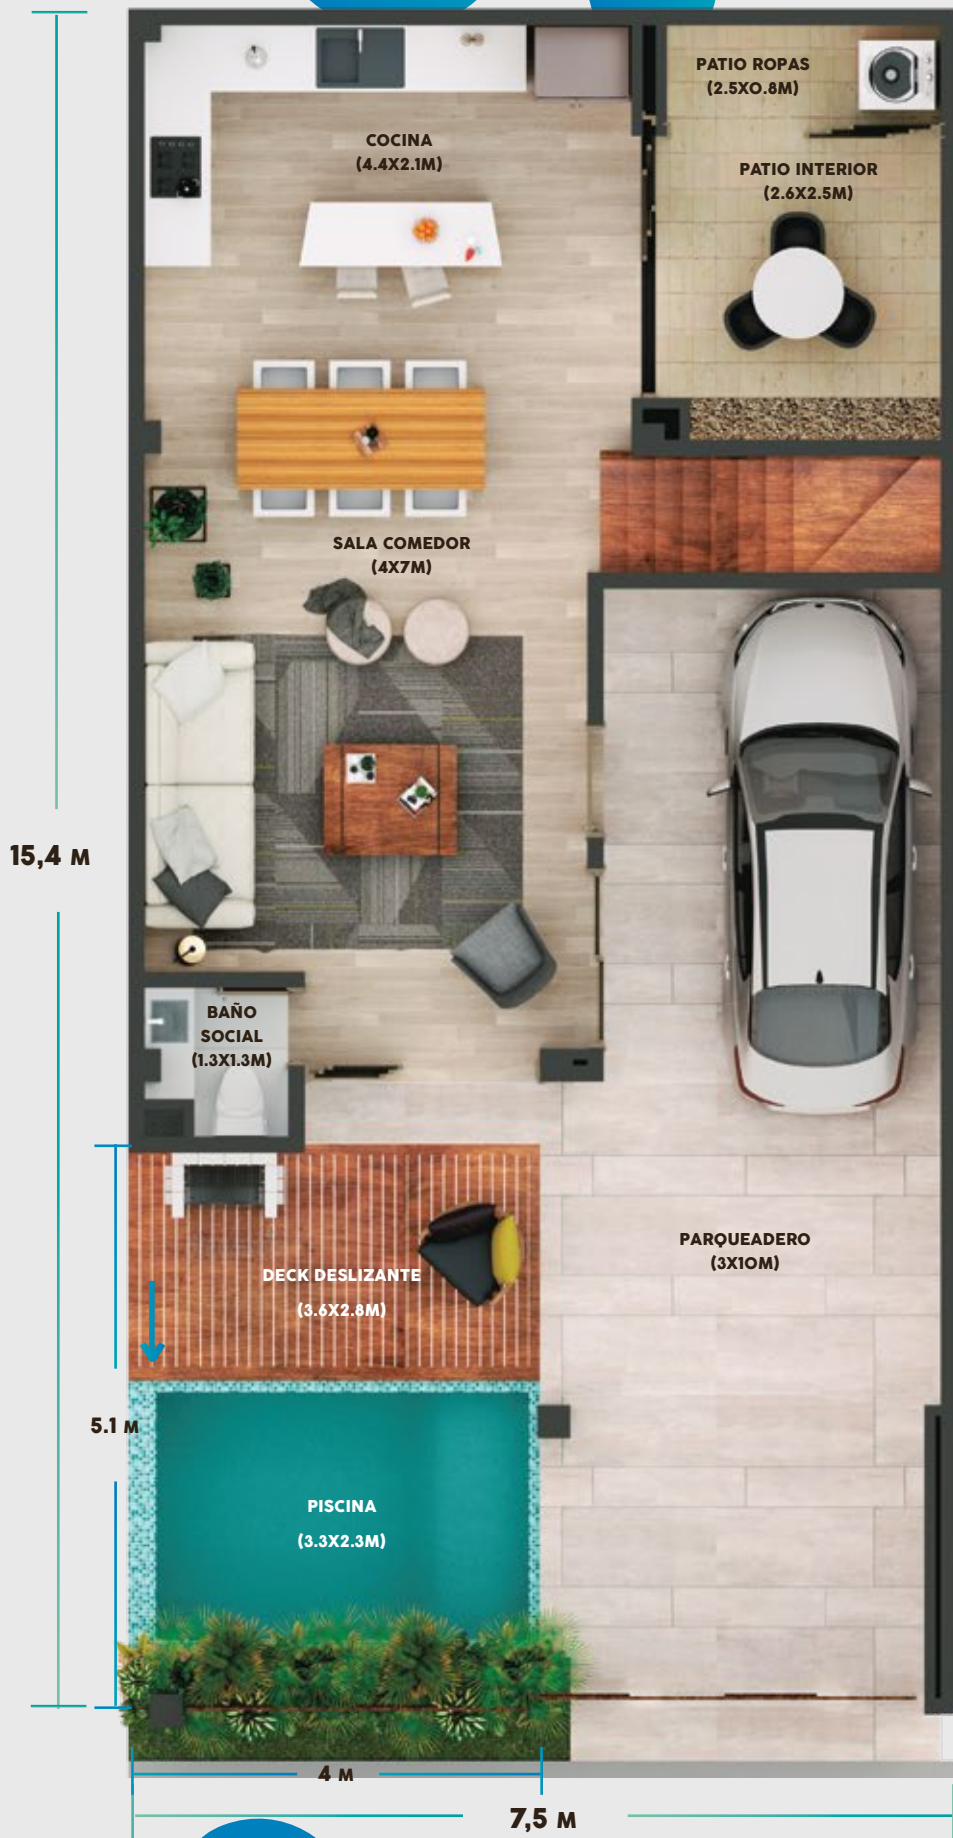 PATIO ROPAS
(2.5X0.8M)
COCINA
(4.4X2.1M)
PATIO INTERIOR
(2.6X2.5M)
SALA COMEDOR
(4X7M)
15,4 M
BAÑO
SOCIAL
(1.3X1.3M)
PARQUEADERO
(3X10M)
DECK DESLIZANTE
(3.6X2.8M)
5.1 M
PISCINA
(3.3X2.3M)
4 M
7,5 M